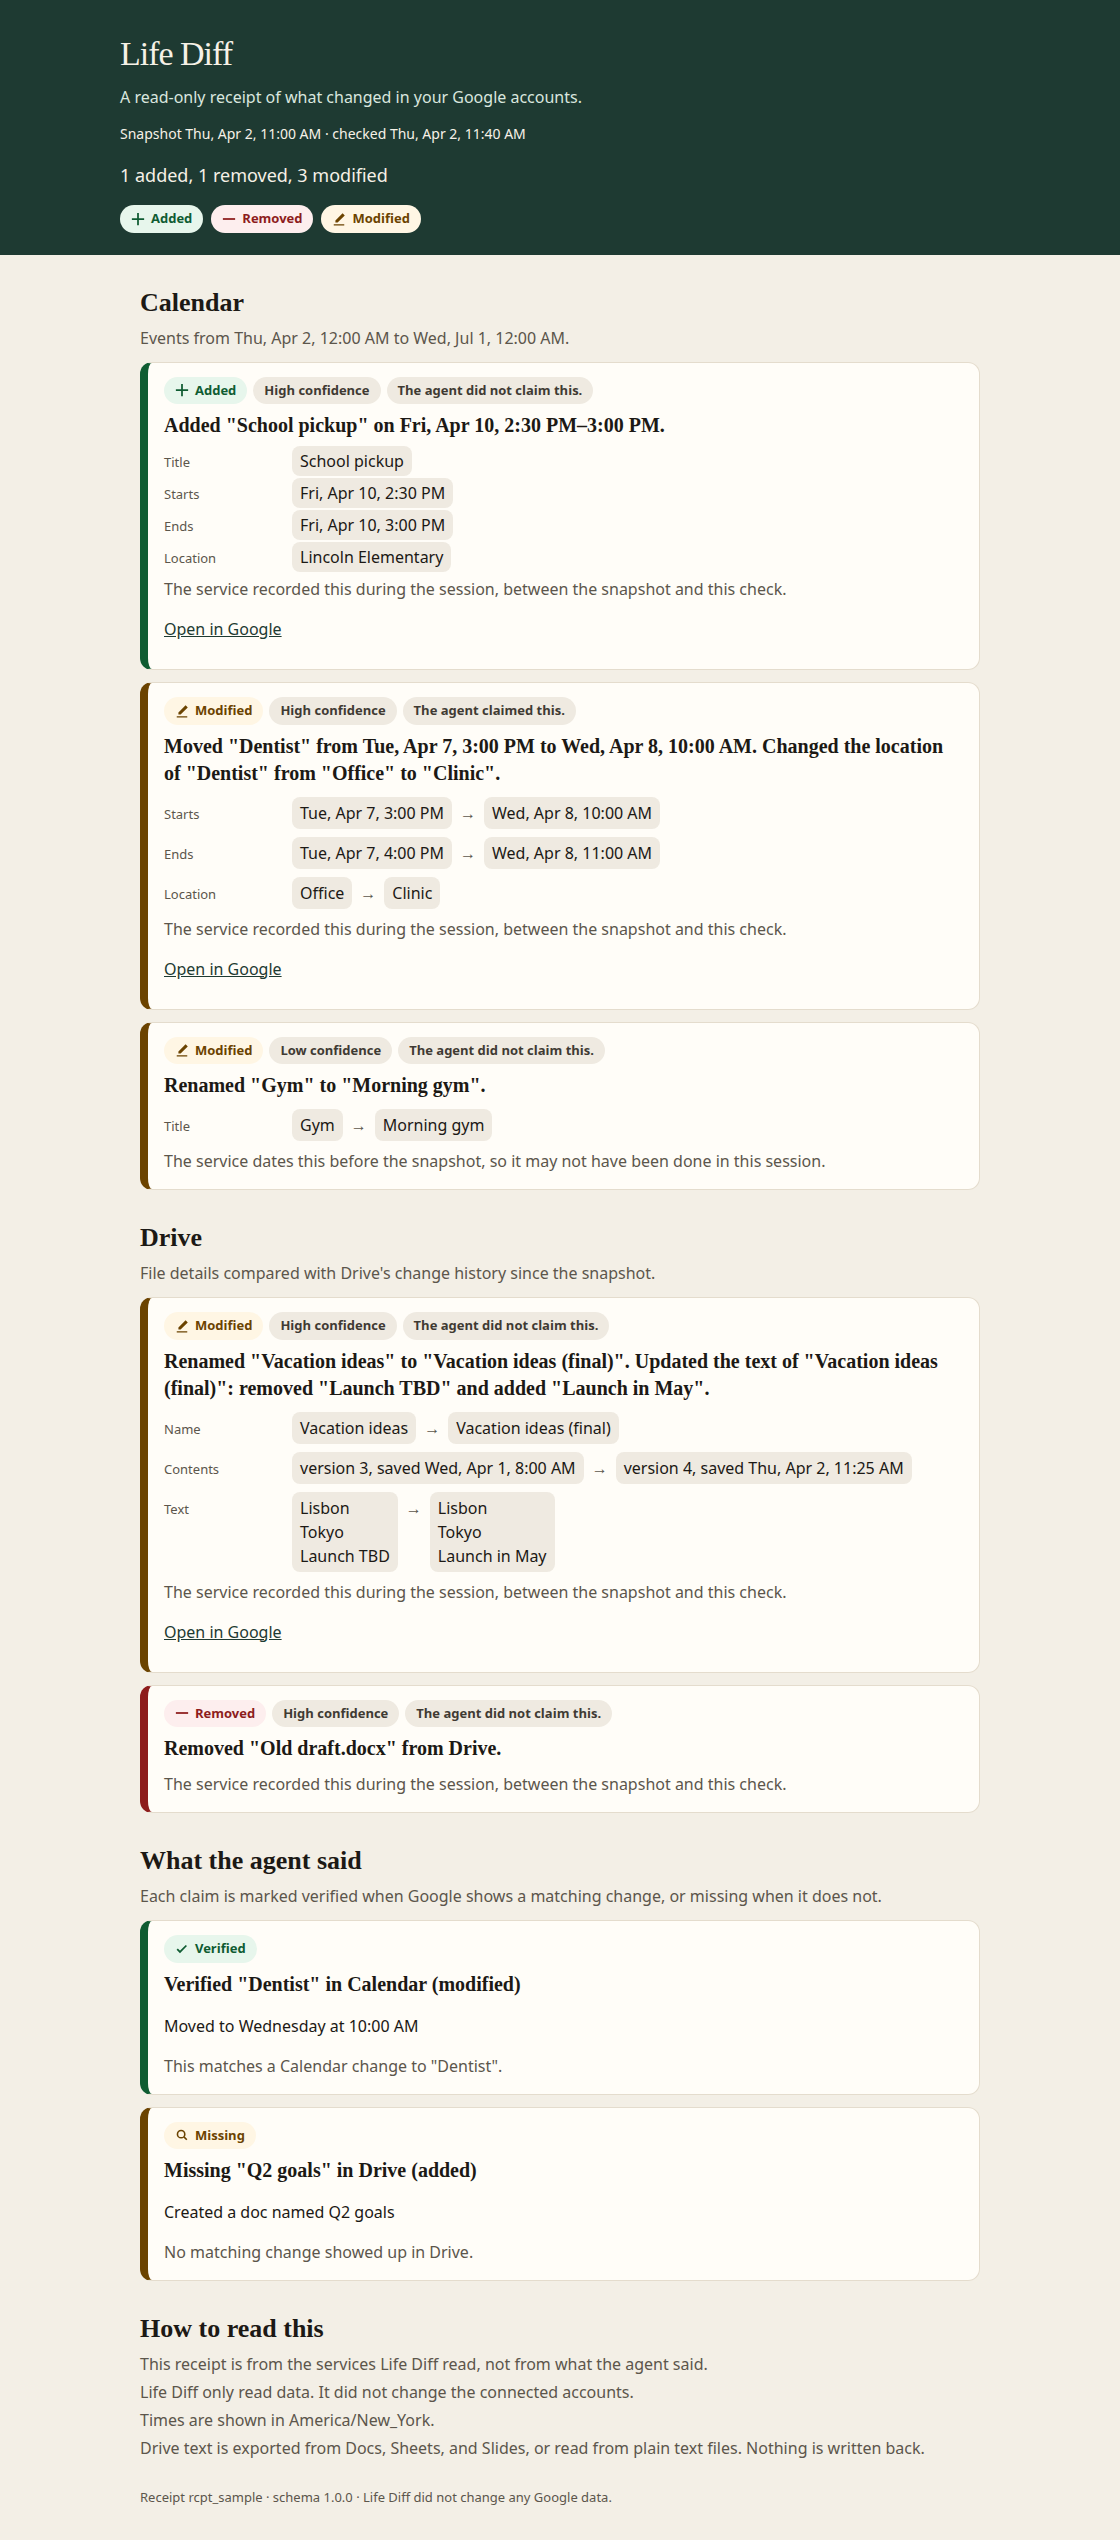 Life Diff
A read-only receipt of what changed in your Google accounts.
Snapshot Thu, Apr 2, 11:00 AM · checked Thu, Apr 2, 11:40 AM
1 added, 1 removed, 3 modified
Added Removed Modified
Calendar
Events from Thu, Apr 2, 12:00 AM to Wed, Jul 1, 12:00 AM.
Added High confidence The agent did not claim this.
Added "School pickup" on Fri, Apr 10, 2:30 PM–3:00 PM.
Title School pickup
Starts Fri, Apr 10, 2:30 PM
Ends Fri, Apr 10, 3:00 PM
Location Lincoln Elementary
The service recorded this during the session, between the snapshot and this check.
Open in Google
Modified High confidence The agent claimed this.
Moved "Dentist" from Tue, Apr 7, 3:00 PM to Wed, Apr 8, 10:00 AM. Changed the location
of "Dentist" from "Office" to "Clinic".
Starts Tue, Apr 7, 3:00 PM → Wed, Apr 8, 10:00 AM
Ends Tue, Apr 7, 4:00 PM → Wed, Apr 8, 11:00 AM
Location Office → Clinic
The service recorded this during the session, between the snapshot and this check.
Open in Google
Modified Low confidence The agent did not claim this.
Renamed "Gym" to "Morning gym".
Title Gym → Morning gym
The service dates this before the snapshot, so it may not have been done in this session.
Drive
File details compared with Drive's change history since the snapshot.
Modified High confidence The agent did not claim this.
Renamed "Vacation ideas" to "Vacation ideas (final)". Updated the text of "Vacation ideas
(final)": removed "Launch TBD" and added "Launch in May".
Name Vacation ideas → Vacation ideas (final)
Contents version 3, saved Wed, Apr 1, 8:00 AM → version 4, saved Thu, Apr 2, 11:25 AM
Text Lisbon → Lisbon
Tokyo Tokyo
Launch TBD Launch in May
The service recorded this during the session, between the snapshot and this check.
Open in Google
Removed High confidence The agent did not claim this.
Removed "Old draft.docx" from Drive.
The service recorded this during the session, between the snapshot and this check.
What the agent said
Each claim is marked verified when Google shows a matching change, or missing when it does not.
Verified
Verified "Dentist" in Calendar (modified)
Moved to Wednesday at 10:00 AM
This matches a Calendar change to "Dentist".
Missing
Missing "Q2 goals" in Drive (added)
Created a doc named Q2 goals
No matching change showed up in Drive.
How to read this
This receipt is from the services Life Diff read, not from what the agent said.
Life Diff only read data. It did not change the connected accounts.
Times are shown in America/New_York.
Drive text is exported from Docs, Sheets, and Slides, or read from plain text files. Nothing is written back.
Receipt rcpt_sample · schema 1.0.0 · Life Diff did not change any Google data.